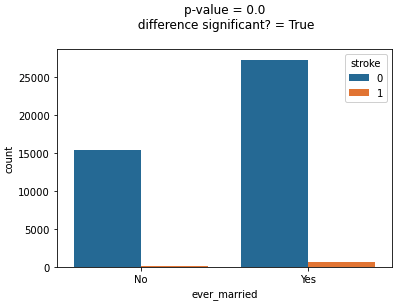 p-value = 0.0
difference significant? = True
stroke
0
1
25000
20000
15000
10000
5000
0
count
No
Yes
ever_married